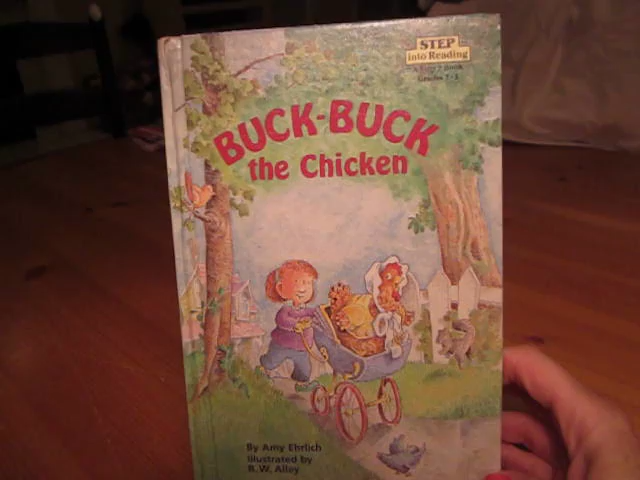 STEP
into Reading
A Step 2 Book
Grades 1-3
BUCK-BUCK
the Chicken
By Amy Ehrlich
illustrated by
R.W. Alley